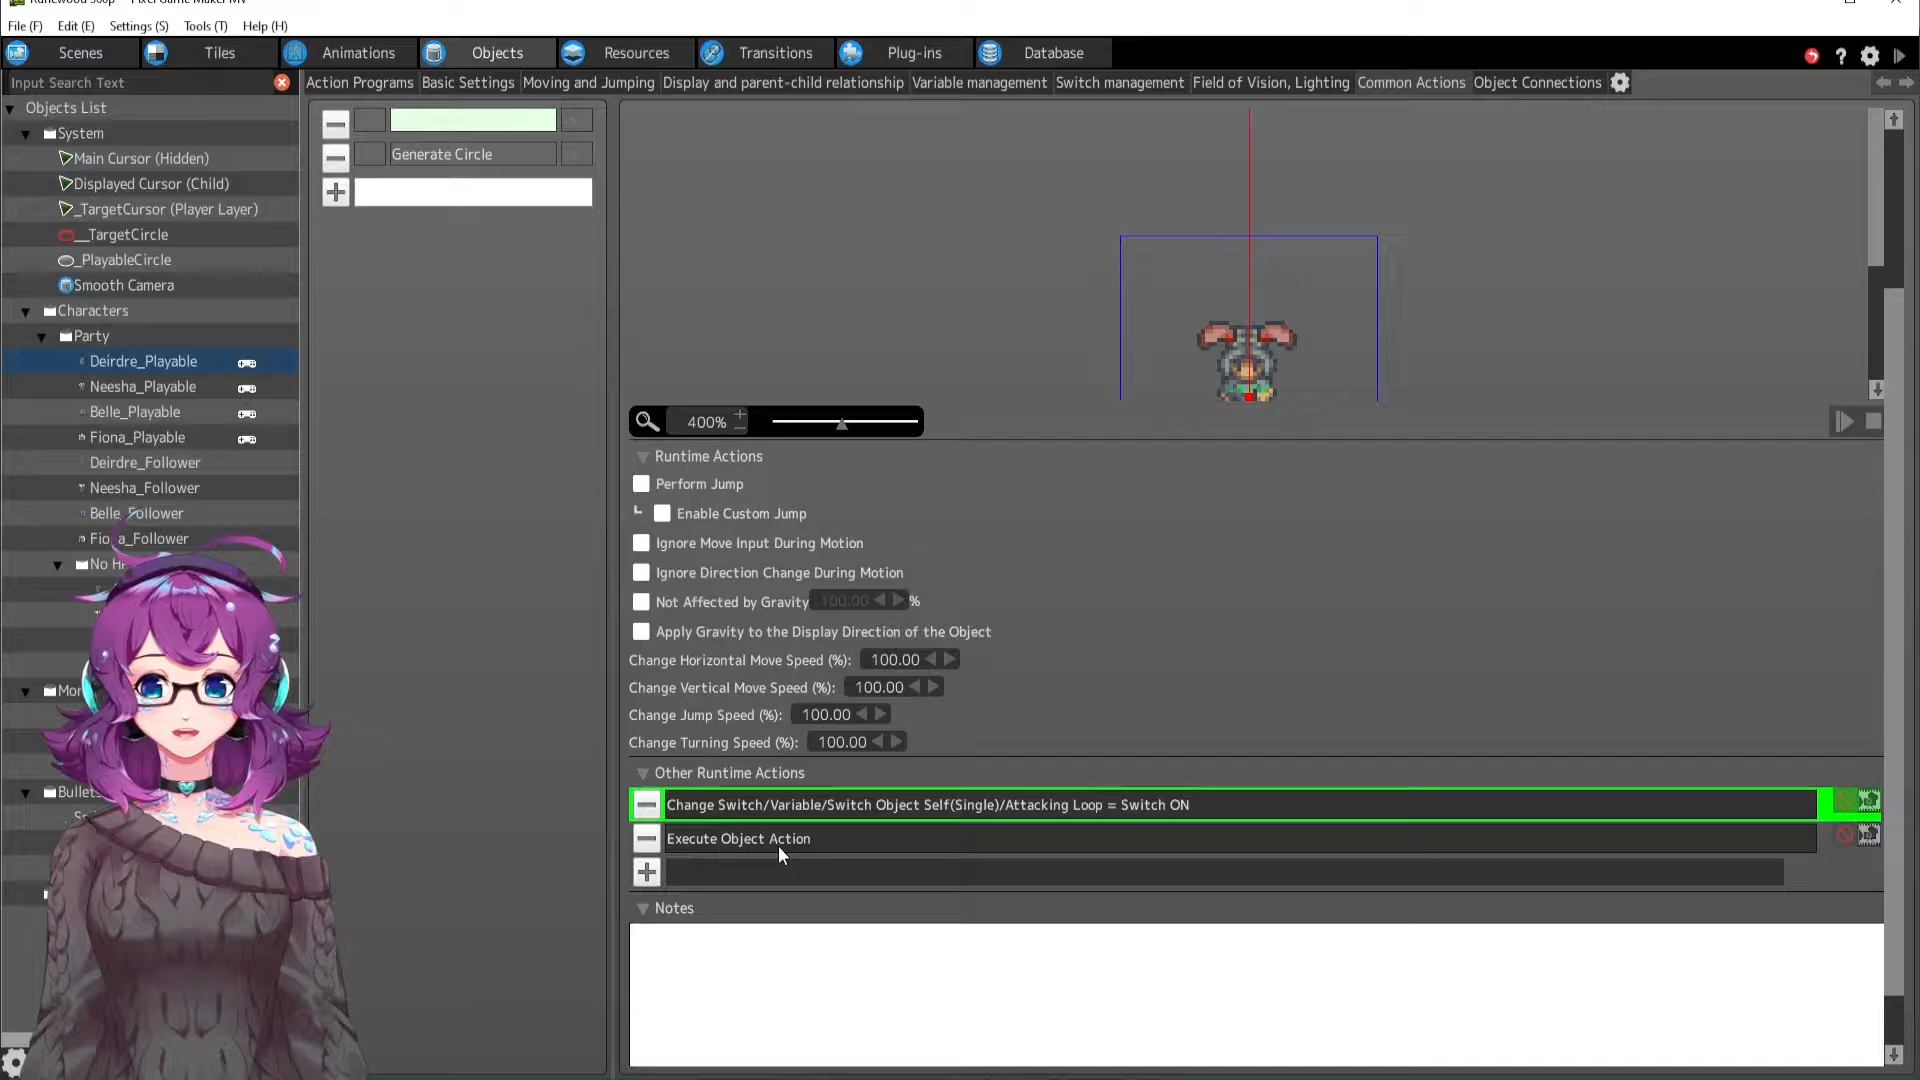 File (F) Edit (E) Settings (S) Tools (T) Help (H)
Scenes Tiles Animations Objects Resources Transitions Plug-ins Database
Input Search Text
Action Programs Basic Settings Moving and Jumping Display and parent-child relationship Variable management Switch management Field of Vision, Lighting Common Actions Object Connections
Objects List
System
Main Cursor (Hidden)
Displayed Cursor (Child)
_TargetCursor (Player Layer)
__TargetCircle
_PlayableCircle
Smooth Camera
Characters
Party
Deirdre_Playable
Neesha_Playable
Belle_Playable
Fiona_Playable
Deirdre_Follower
Neesha_Follower
Belle_Follower
Fiona_Follower
Bullets
Generate Circle
400%
Runtime Actions
Perform Jump
Enable Custom Jump
Ignore Move Input During Motion
Ignore Direction Change During Motion
Not Affected by Gravity 100.00 %
Apply Gravity to the Display Direction of the Object
Change Horizontal Move Speed (%): 100.00
Change Vertical Move Speed (%): 100.00
Change Jump Speed (%): 100.00
Change Turning Speed (%): 100.00
Other Runtime Actions
Change Switch/Variable/Switch Object Self(Single)/Attacking Loop = Switch ON
Execute Object Action
Notes